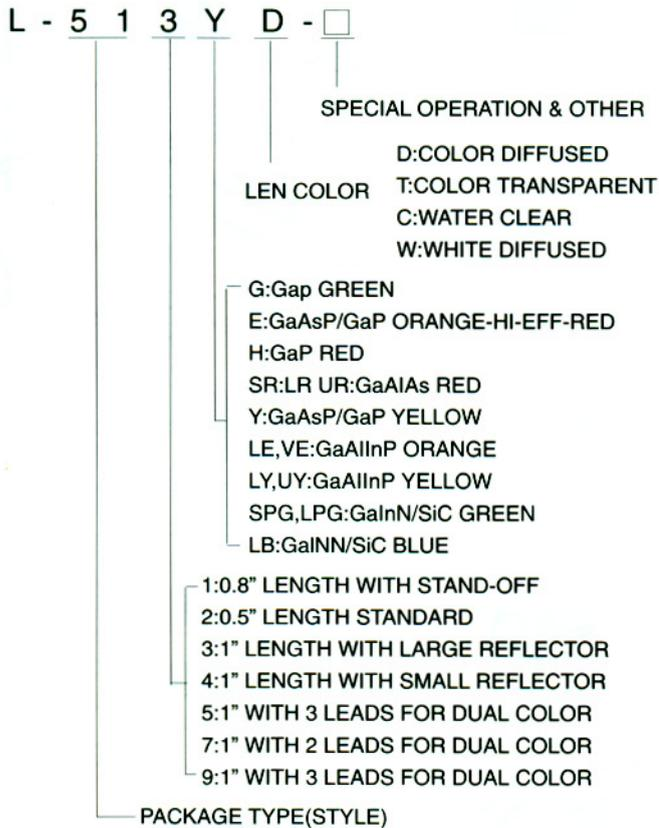 L - 5 1 3 Y D - □
SPECIAL OPERATION & OTHER
D:COLOR DIFFUSED
LEN COLOR T:COLOR TRANSPARENT
C:WATER CLEAR
W:WHITE DIFFUSED
G:Gap GREEN
E:GaAsP/GaP ORANGE-HI-EFF-RED
H:GaP RED
SR:LR UR:GaAlAs RED
Y:GaAsP/GaP YELLOW
LE,VE:GaAlInP ORANGE
LY,UY:GaAlInP YELLOW
SPG,LPG:GaInN/SiC GREEN
LB:GaINN/SiC BLUE
1:0.8" LENGTH WITH STAND-OFF
2:0.5" LENGTH STANDARD
3:1" LENGTH WITH LARGE REFLECTOR
4:1" LENGTH WITH SMALL REFLECTOR
5:1" WITH 3 LEADS FOR DUAL COLOR
7:1" WITH 2 LEADS FOR DUAL COLOR
9:1" WITH 3 LEADS FOR DUAL COLOR
PACKAGE TYPE(STYLE)